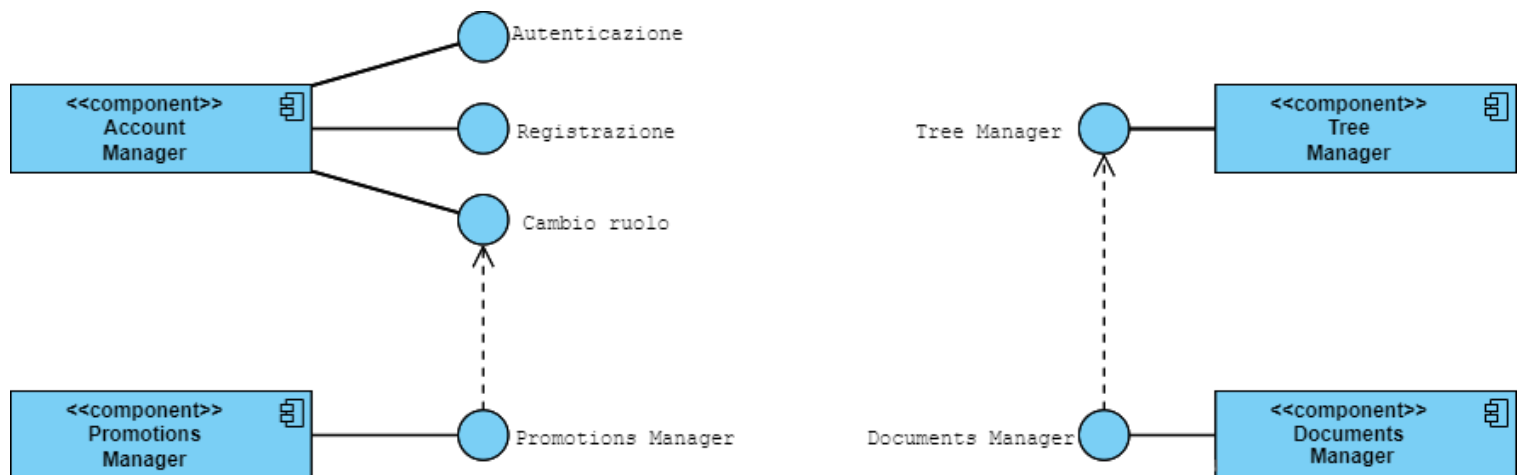 Autenticazione
<<component>>
Account
Manager
Registrazione
Cambio ruolo
Tree Manager
<<component>>
Tree
Manager
<<component>>
Promotions
Manager
Promotions Manager
Documents Manager
<<component>>
Documents
Manager